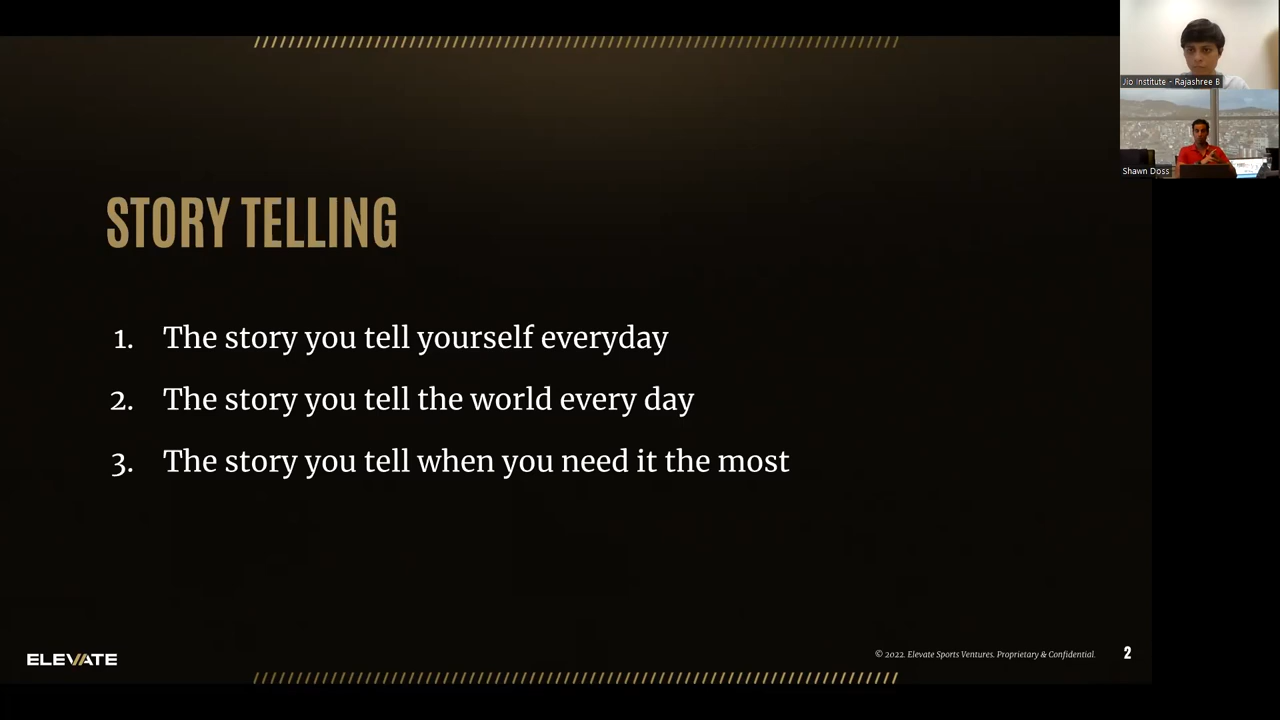 Jio Institute - Rajashree B
Shawn Doss
STORY TELLING
1. The story you tell yourself everyday
2. The story you tell the world every day
3. The story you tell when you need it the most
ELEVATE
© 2022. Elevate Sports Ventures. Proprietary & Confidential.
2